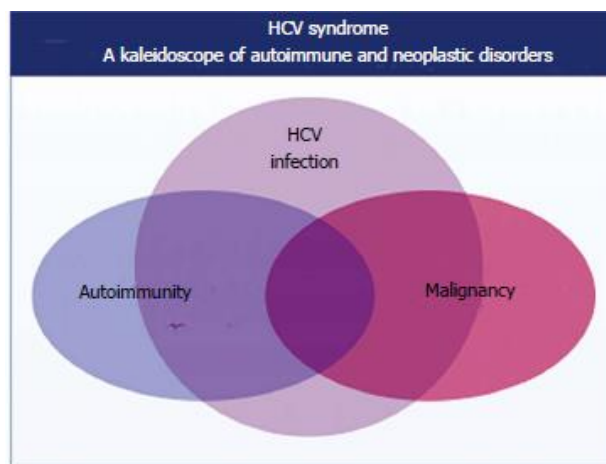 HCV syndrome
A kaleidoscope of autoimmune and neoplastic disorders
HCV
infection
Autoimmunity
Malignancy